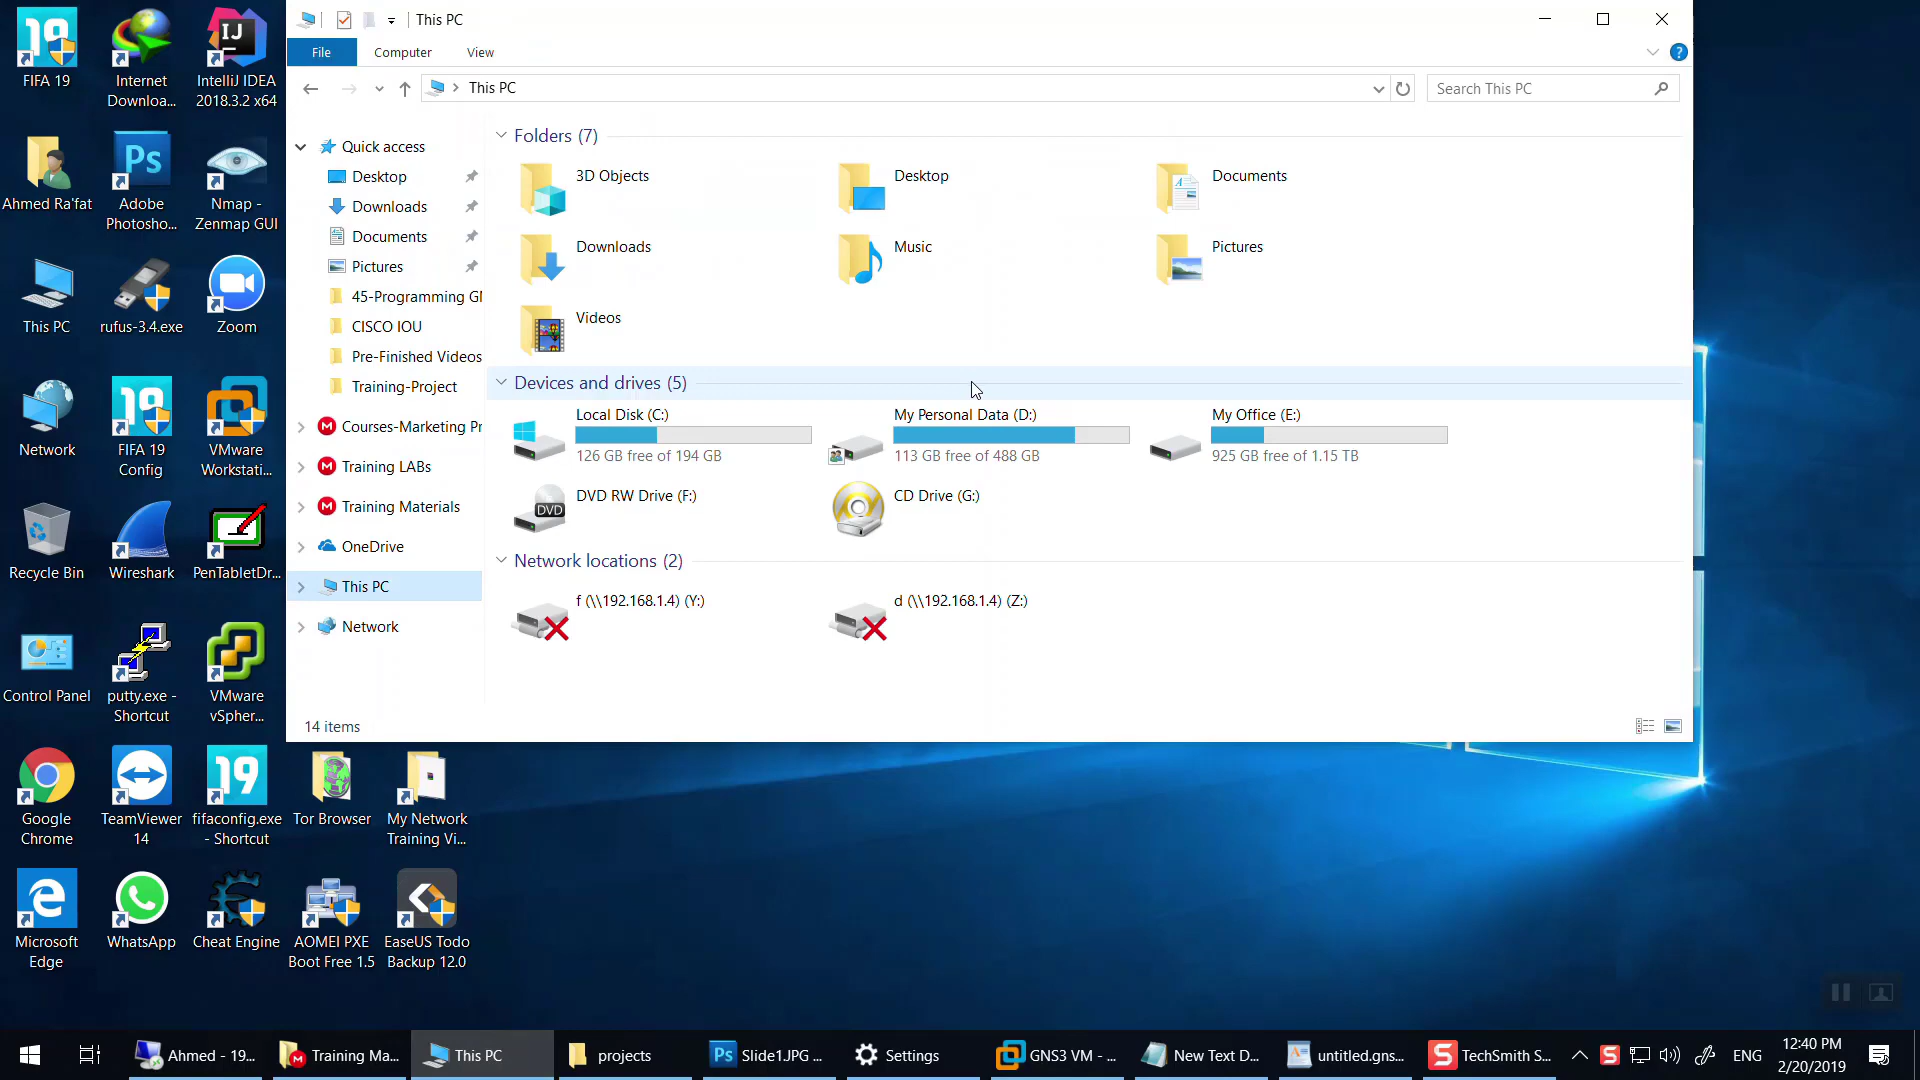 This PC
File
Computer
View
This PC
Search This PC
Quick access
Desktop
Downloads
Documents
Pictures
45-Programming GN
CISCO IOU
Pre-Finished Videos
Training-Project
Courses-Marketing Pr
Training LABs
Training Materials
OneDrive
This PC
Network
Folders (7)
3D Objects
Desktop
Documents
Downloads
Music
Pictures
Videos
Devices and drives (5)
Local Disk (C:)
126 GB free of 194 GB
My Personal Data (D:)
113 GB free of 488 GB
My Office (E:)
925 GB free of 1.15 TB
DVD
DVD RW Drive (F:)
CD Drive (G:)
Network locations (2)
f (\\192.168.1.4) (Y:)
d (\\192.168.1.4) (Z:)
14 items
19
FIFA 19
Internet
Downloa...
IJ
IntelliJ IDEA
2018.3.2 x64
Ahmed Ra'fat
Ps
Adobe
Photosho...
Nmap -
Zenmap GUI
This PC
rufus-3.4.exe
Zoom
Network
19
FIFA 19
Config
VMware
Workstati...
Recycle Bin
Wireshark
PenTabletDr...
Control Panel
putty.exe -
Shortcut
VMware
vSpher...
Google
Chrome
TeamViewer
14
19
fifaconfig.exe
- Shortcut
Tor Browser
My Network
Training Vi...
Microsoft
Edge
WhatsApp
Cheat Engine
AOMEI PXE
Boot Free 1.5
EaseUS Todo
Backup 12.0
Ahmed - 19...
Training Ma...
This PC
projects
Ps
Slide1.JPG ...
Settings
GNS3 VM - ...
New Text D...
untitled.gns...
S
TechSmith S...
S
ENG
12:40 PM
2/20/2019